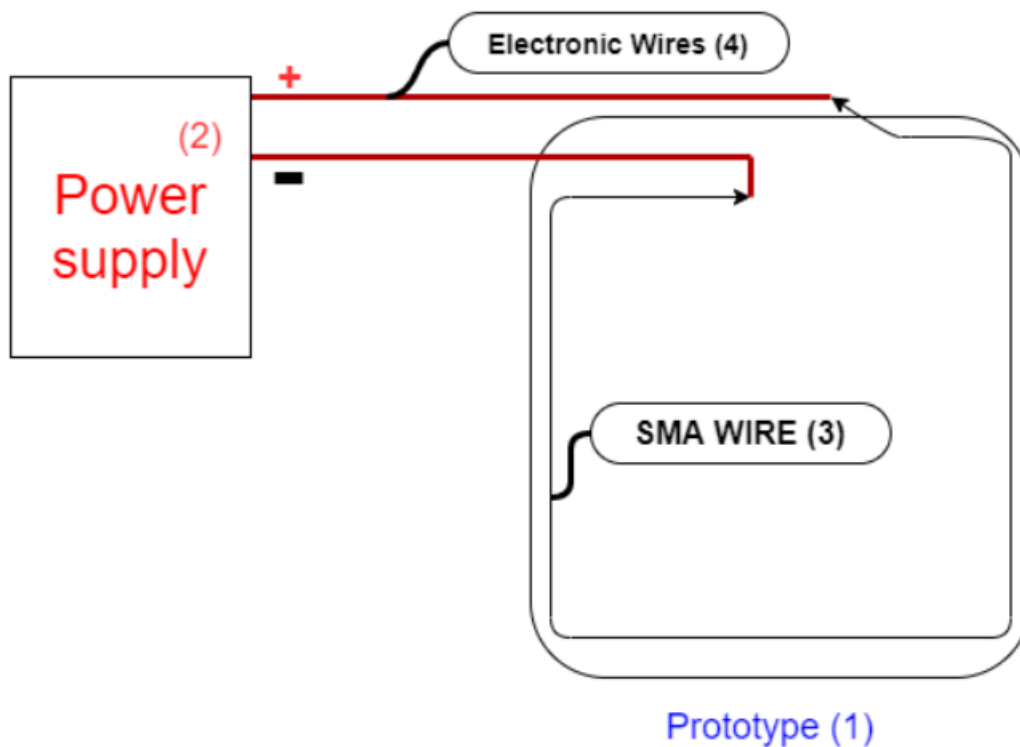 Electronic Wires (4)
+
(2)
Power
supply
-
SMA WIRE (3)
Prototype (1)